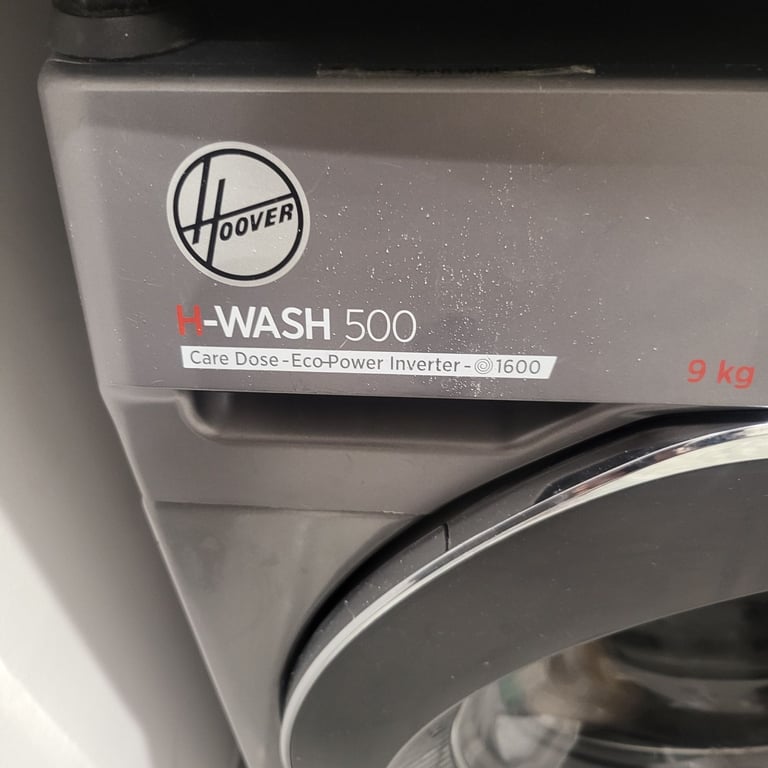 HOOVER
H-WASH 500
Care Dose-Eco-Power Inverter-1600
9 kg